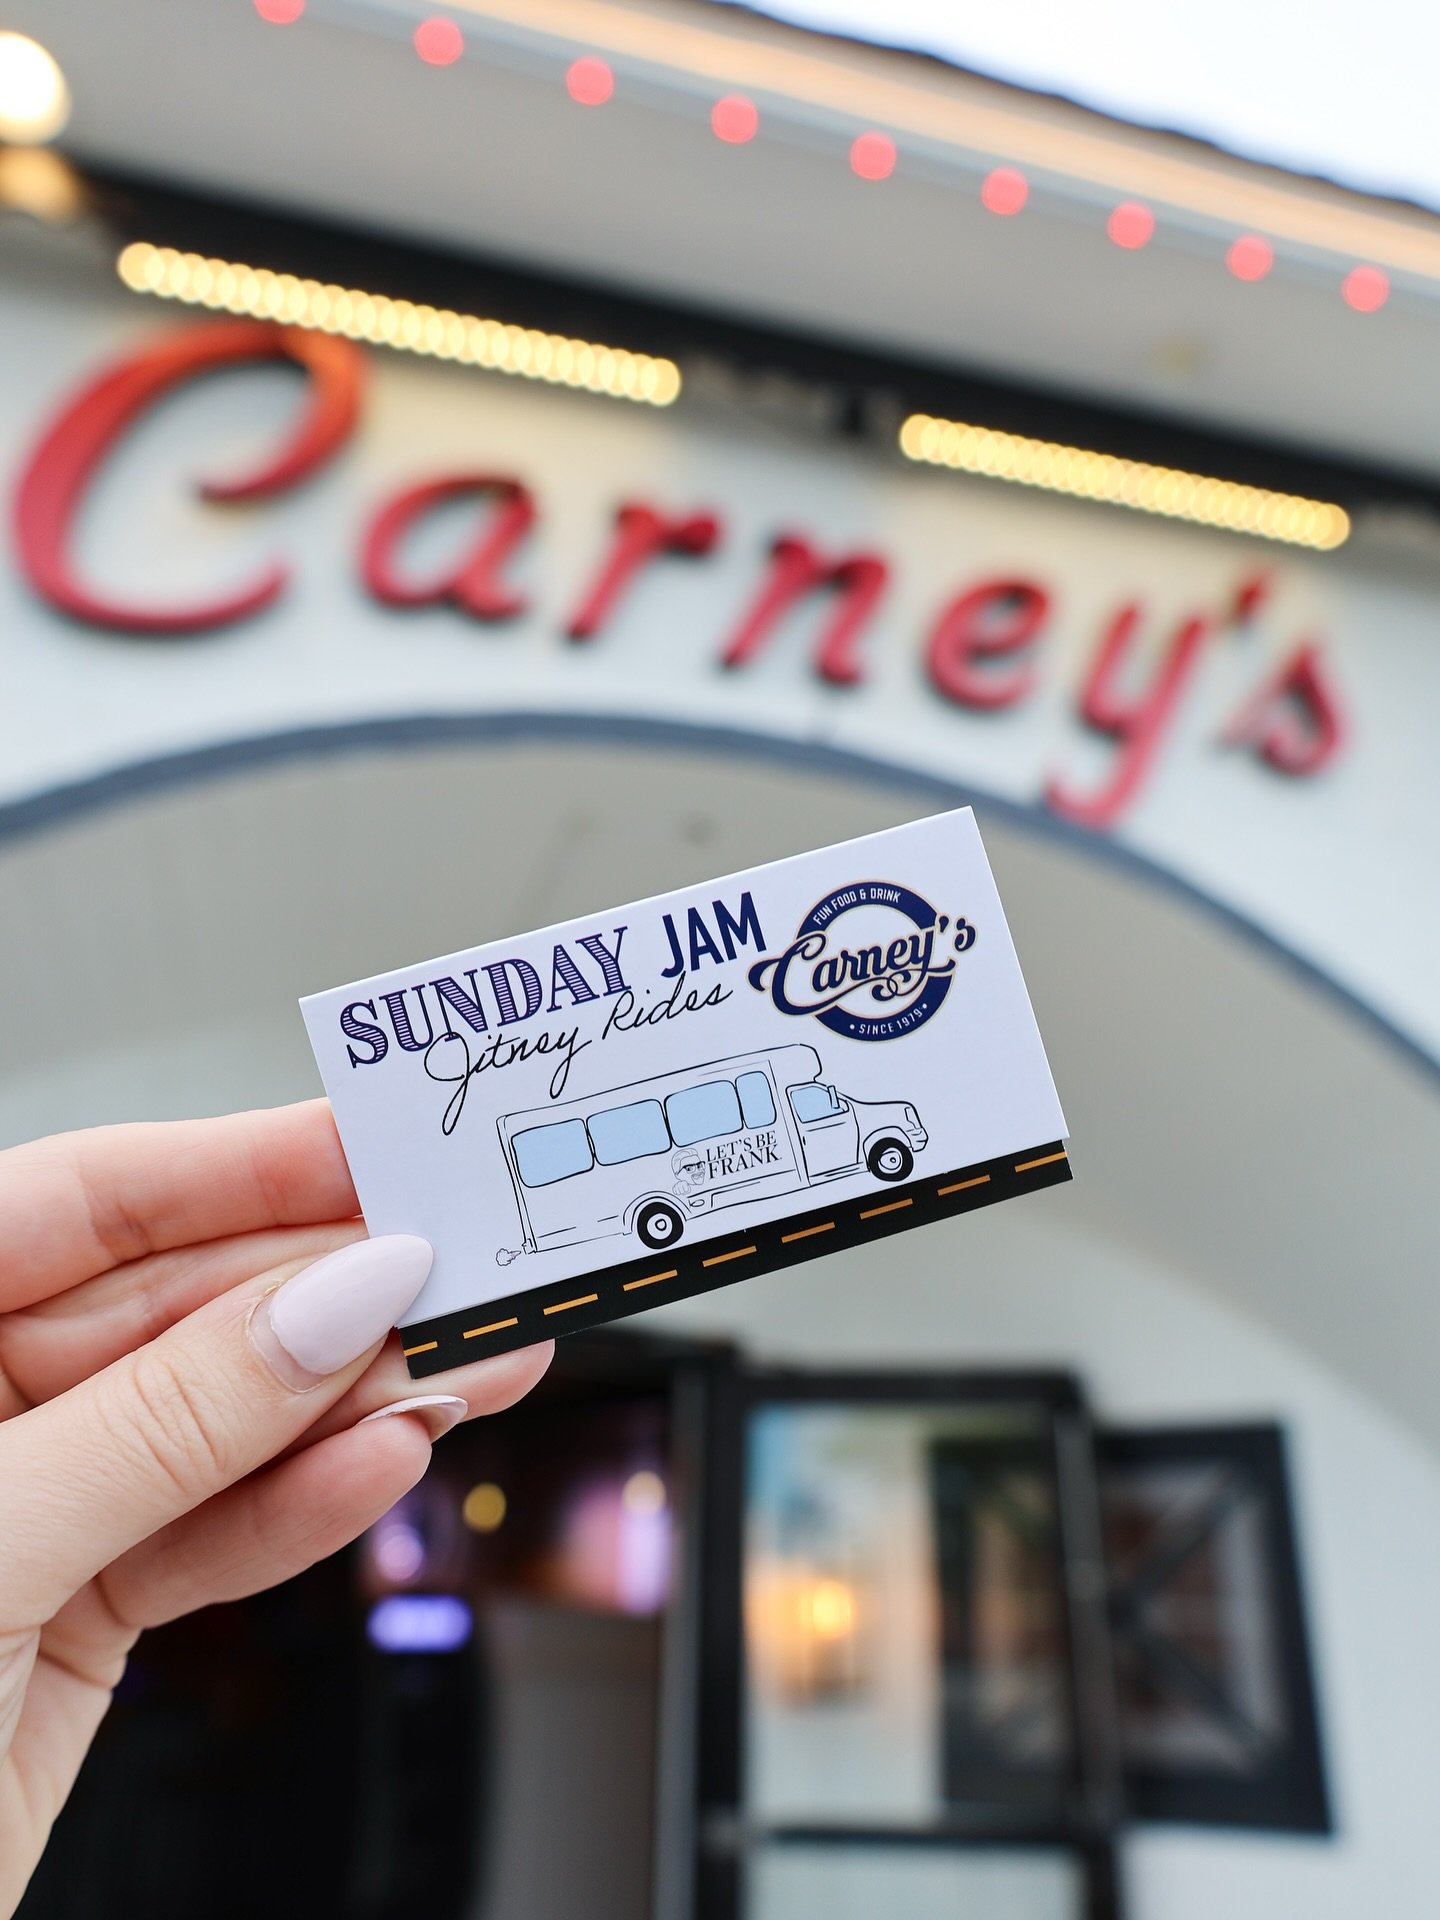 Carney's
SUNDAY JAM
Jitney Rides
FUN FOOD & DRINK
Carney's
• SINCE 1979 •
LET'S BE
FRANK